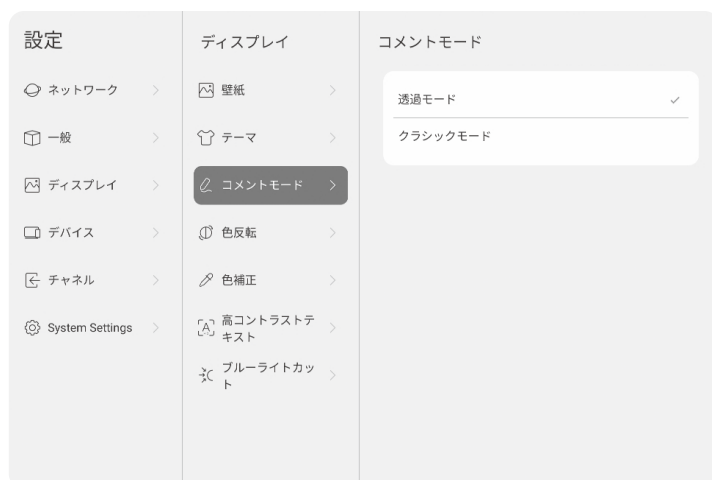 設定
ネットワーク
一般
ディスプレイ
デバイス
チャネル
System Settings
ディスプレイ
壁紙
テーマ
コメントモード
色反転
色補正
高コントラストテ
キスト
ブルーライトカッ
ト
コメントモード
透過モード
クラシックモード